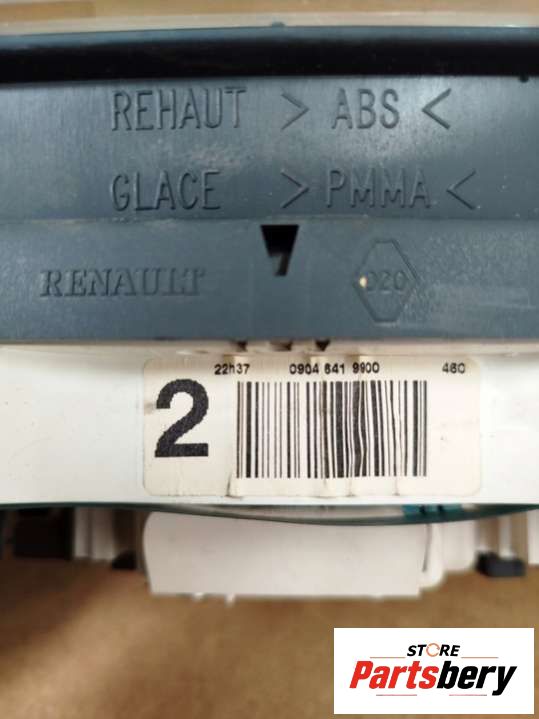 REHAUT > ABS <
GLACE > PMMA <
RENAULT 020
22h37 0904 641 9900 460
2
STORE
Partsbery